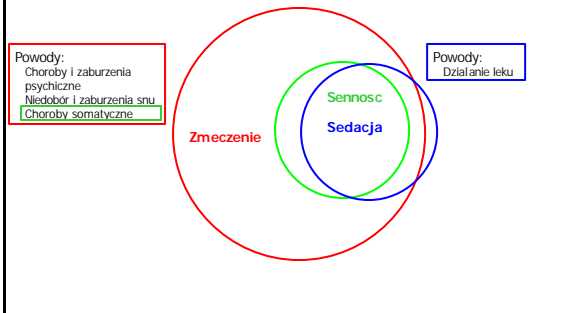 Powody:
Choroby i zaburzenia
psychiczne
Niedobór i zaburzenia snu
Choroby somatyczne
Powody:
Dzialanie leku
Sennosc
Sedacja
Zmeczenie